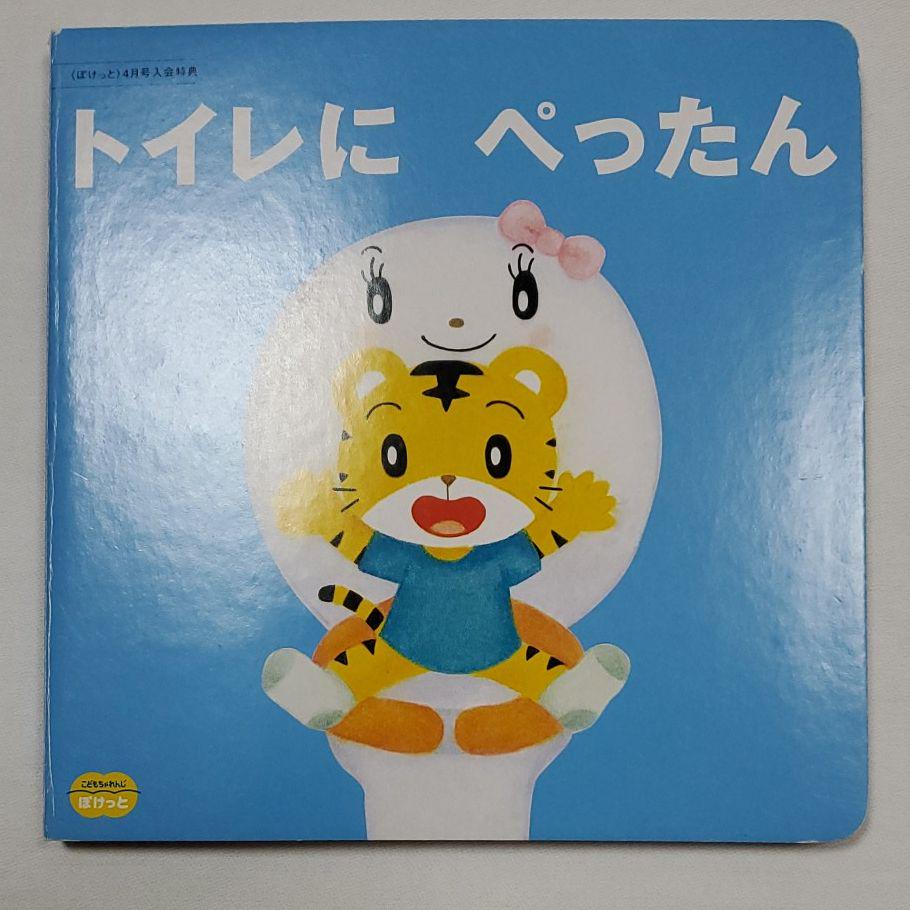 〈ぽけっと〉4月号入会特典
トイレに ぺったん
こどもちゃれんじ
ぽけっと